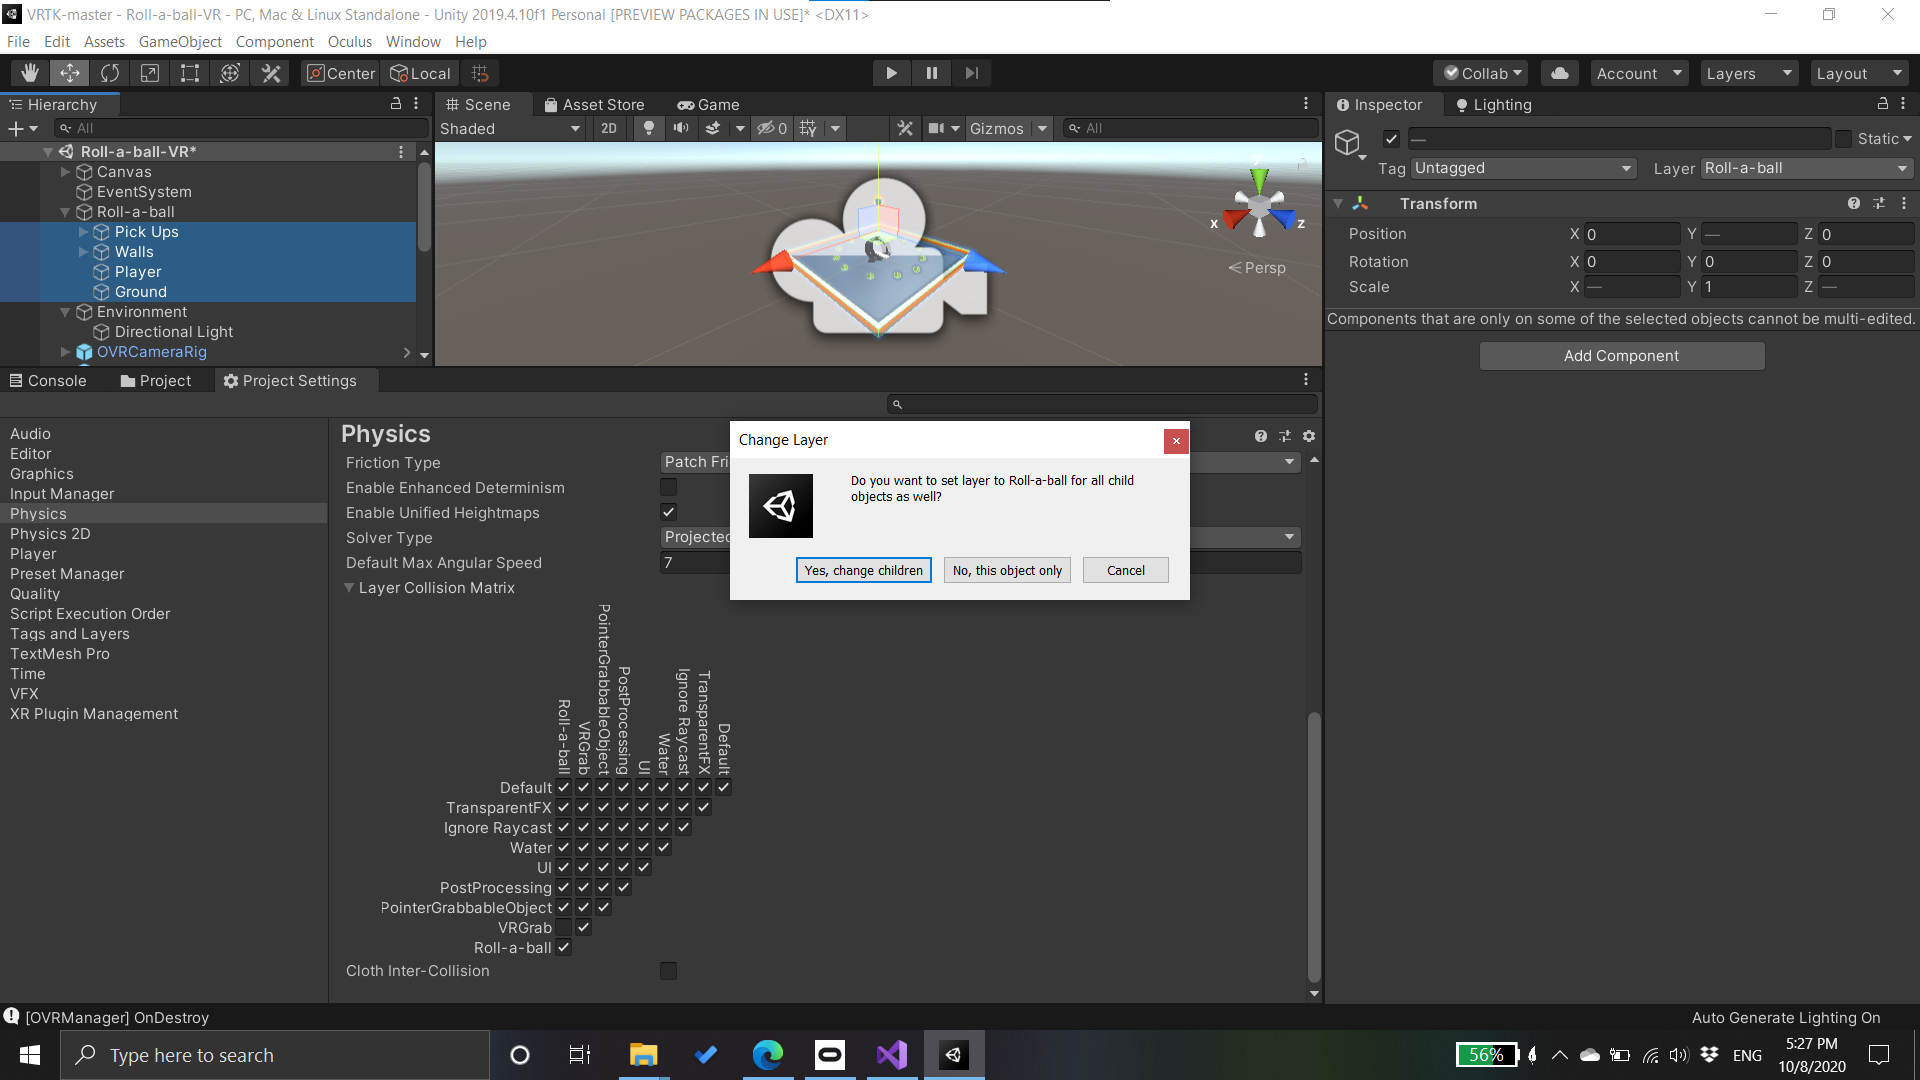 VRTK-master - Roll-a-ball-VR - PC, Mac & Linux Standalone - Unity 2019.4.10f1 Personal [PREVIEW PACKAGES IN USE]* <DX11>
File Edit Assets GameObject Component Oculus Window Help
Center Local Collab Account Layers Layout
Hierarchy
All
Roll-a-ball-VR*
Canvas
EventSystem
Roll-a-ball
Pick Ups
Walls
Player
Ground
Environment
Directional Light
OVRCameraRig
Scene Asset Store Game
Shaded 2D 0 Gizmos All
y
x
z
Persp
Inspector Lighting
— Static
Tag Untagged Layer Roll-a-ball
Transform
Position X 0 Y — Z 0
Rotation X 0 Y 0 Z 0
Scale X — Y 1 Z —
Components that are only on some of the selected objects cannot be multi-edited.
Add Component
Console Project Project Settings
Audio
Editor
Graphics
Input Manager
Physics
Physics 2D
Player
Preset Manager
Quality
Script Execution Order
Tags and Layers
TextMesh Pro
Time
VFX
XR Plugin Management
Physics
Friction Type Patch Fri
Enable Enhanced Determinism
Enable Unified Heightmaps
Solver Type Projected
Default Max Angular Speed 7
Layer Collision Matrix
Roll-a-ball
VRGrab
PointerGrabbableObject
PostProcessing
UI
Water
Ignore Raycast
TransparentFX
Default
Default
TransparentFX
Ignore Raycast
Water
UI
PostProcessing
PointerGrabbableObject
VRGrab
Roll-a-ball
Cloth Inter-Collision
Change Layer
Do you want to set layer to Roll-a-ball for all child
objects as well?
Yes, change children No, this object only Cancel
[OVRManager] OnDestroy
Auto Generate Lighting On
Type here to search
56%
ENG
5:27 PM
10/8/2020